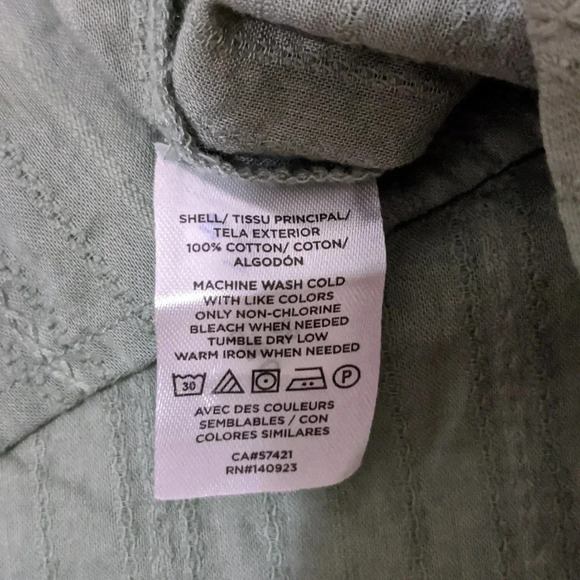 SHELL/ TISSU PRINCIPAL/
TELA EXTERIOR
100% COTTON/ COTON/
ALGODÓN
MACHINE WASH COLD
WITH LIKE COLORS
ONLY NON-CHLORINE
BLEACH WHEN NEEDED
TUMBLE DRY LOW
WARM IRON WHEN NEEDED
30 P
AVEC DES COULEURS
SEMBLABLES / CON
COLORES SIMILARES
CA#57421
RN#140923